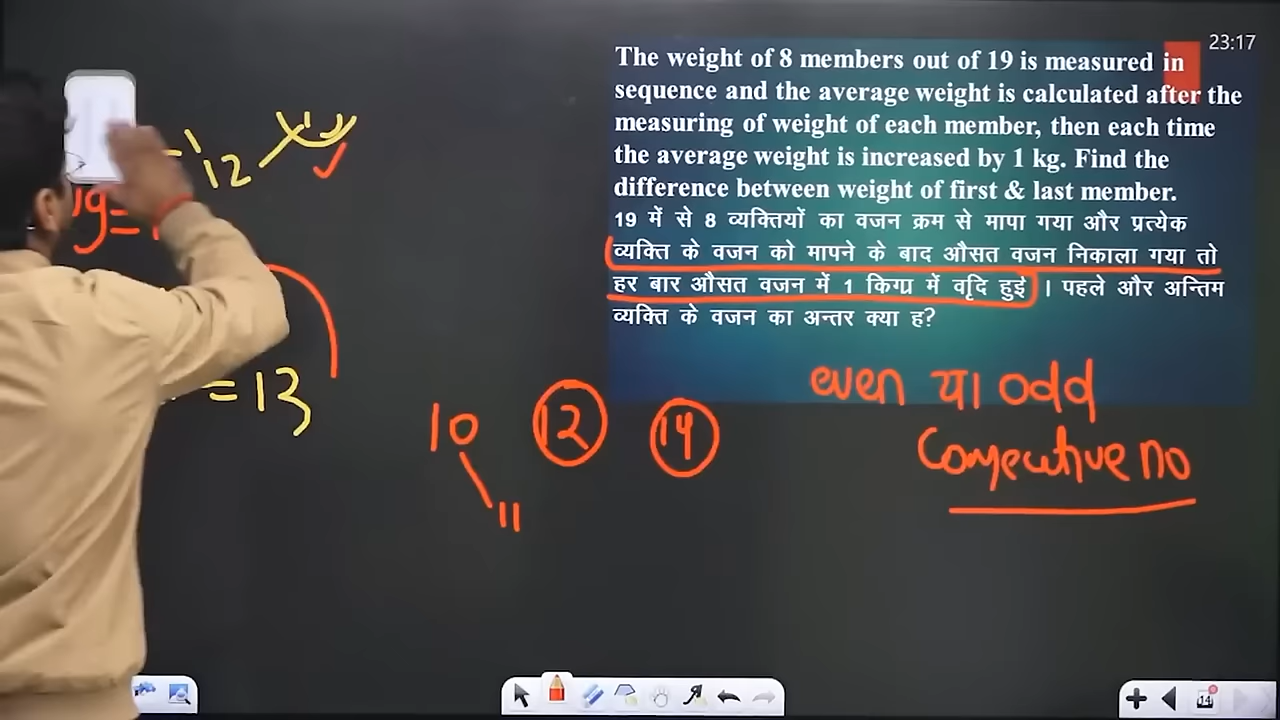 23:17
The weight of 8 members out of 19 is measured in
sequence and the average weight is calculated after the
measuring of weight of each member, then each time
the average weight is increased by 1 kg. Find the
difference between weight of first & last member.
19 में से 8 व्यक्तियों का वजन क्रम से मापा गया और प्रत्येक
व्यक्ति के वजन को मापने के बाद औसत वजन निकाला गया तो
हर बार औसत वजन में 1 किग्रा में वृदि हुई । पहले और अन्तिम
व्यक्ति के वजन का अन्तर क्या ह?
12
= 13
even या odd
Consecutive no
10 12 14
11
14